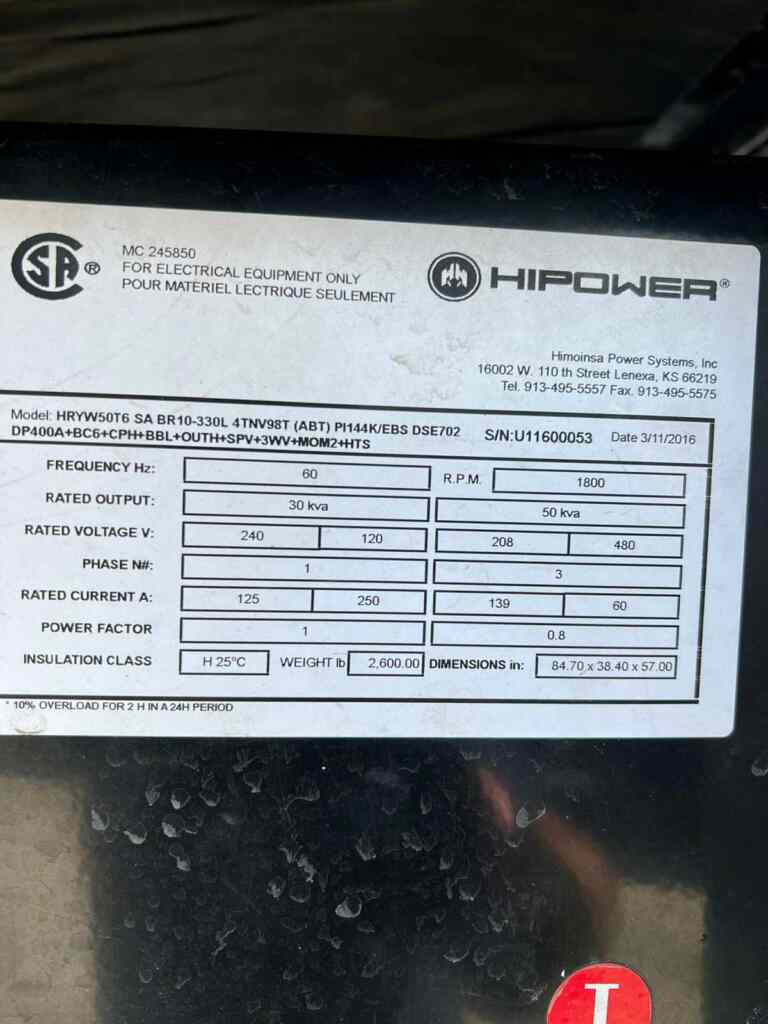 SA®
MC 245850
FOR ELECTRICAL EQUIPMENT ONLY
POUR MATÉRIEL LECTRIQUE SEULEMENT
HIPOWER®
Himoinsa Power Systems, Inc
16002 W. 110 th Street Lenexa, KS 66219
Tel. 913-495-5557 Fax. 913-495-5575
Model: HRYW50T6 SA BR10-330L 4TNV98T (ABT) PI144K/EBS DSE702
DP400A+BC6+CPH+BBL+OUTH+SPV+3WV+MOM2+HTS
S/N:U11600053 Date 3/11/2016
FREQUENCY Hz: 60 R.P.M. 1800
RATED OUTPUT: 30 kva 50 kva
RATED VOLTAGE V: 240 120 208 480
PHASE N#: 1 3
RATED CURRENT A: 125 250 139 60
POWER FACTOR 1 0.8
INSULATION CLASS H 25°C WEIGHT lb 2,600.00 DIMENSIONS in: 84.70 x 38.40 x 57.00
* 10% OVERLOAD FOR 2 H IN A 24H PERIOD